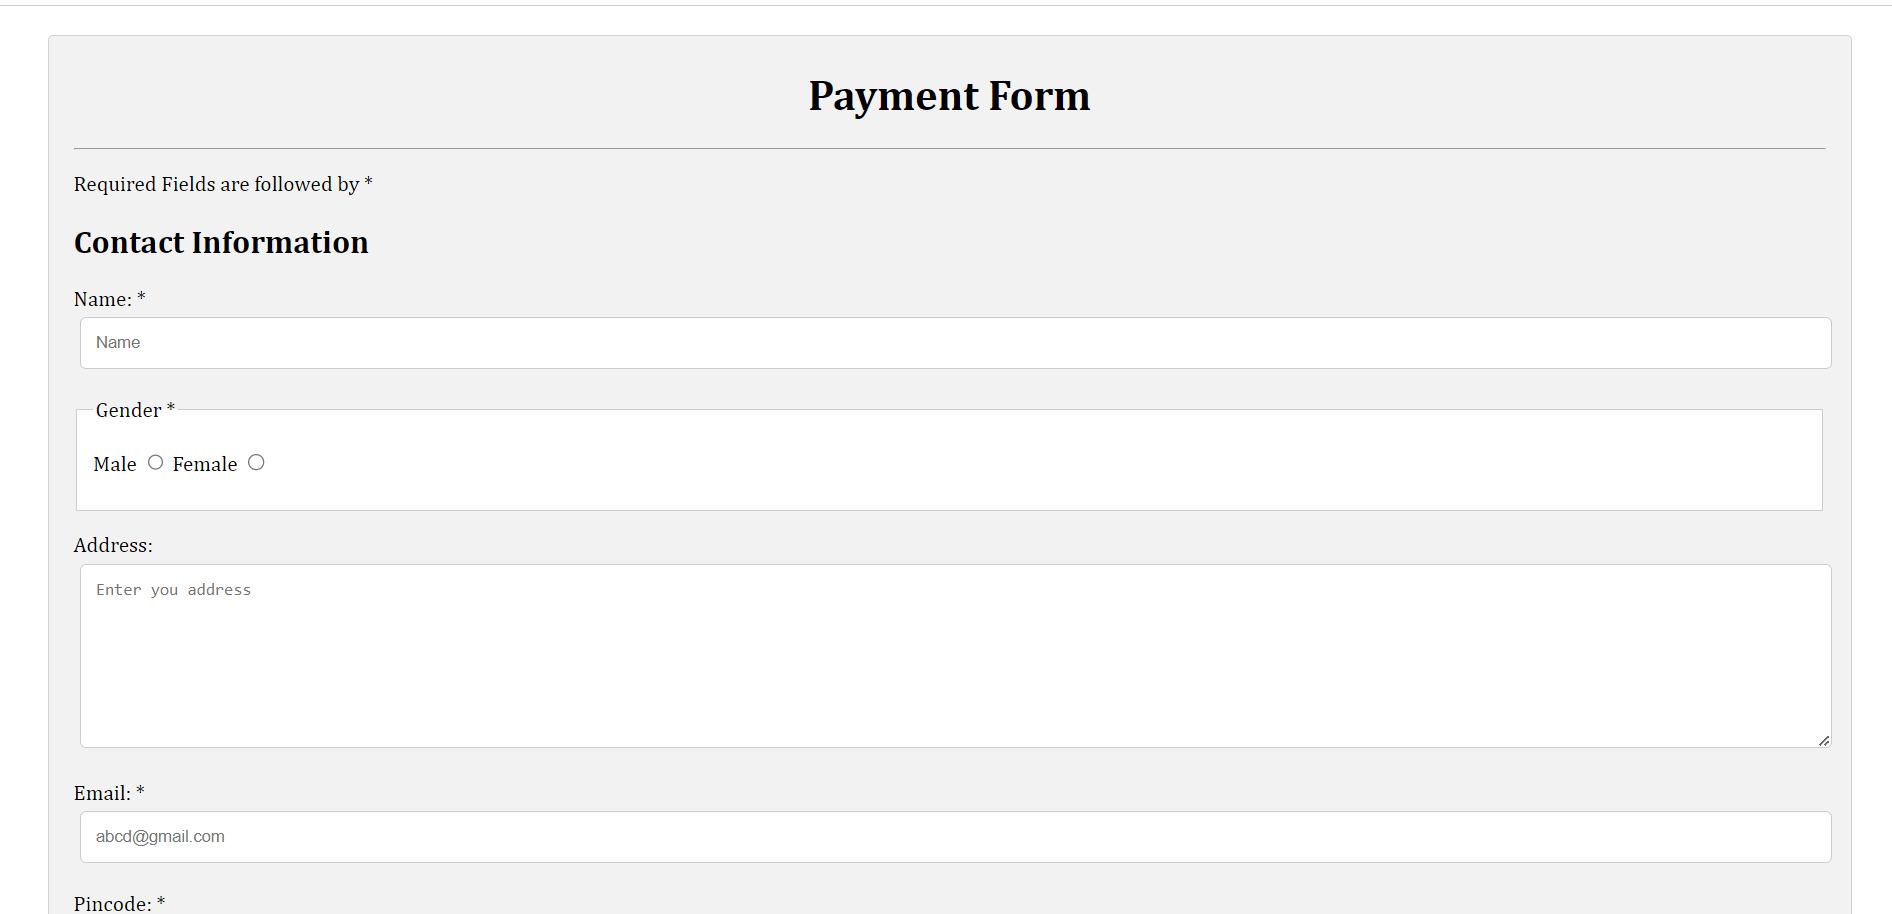 Payment Form
Required Fields are followed by *
Contact Information
Name: *
Name
Gender *
Male Female
Address:
Enter you address
Email: *
abcd@gmail.com
Pincode: *